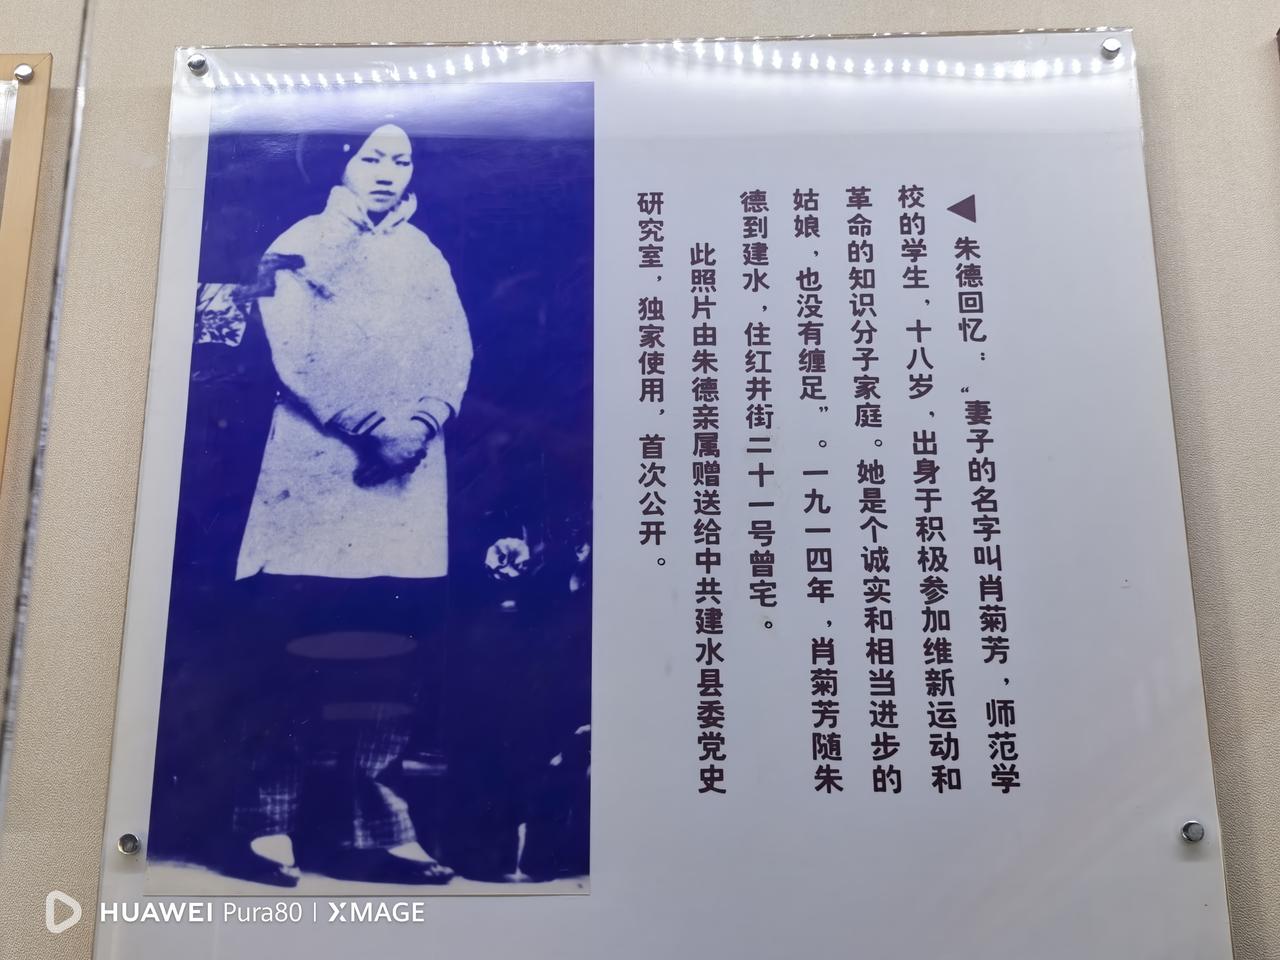 ◀朱德回忆：“妻子的名字叫肖菊芳，师范学
校的学生，十八岁，出身于积极参加维新运动和
革命的知识分子家庭。她是个诚实和相当进步的
姑娘，也没有缠足”。一九一四年，肖菊芳随朱
德到建水，住红井街二十一号曾宅。
此照片由朱德亲属赠送给中共建水县委党史
研究室，独家使用，首次公开。
HUAWEI Pura80 | XMAGE